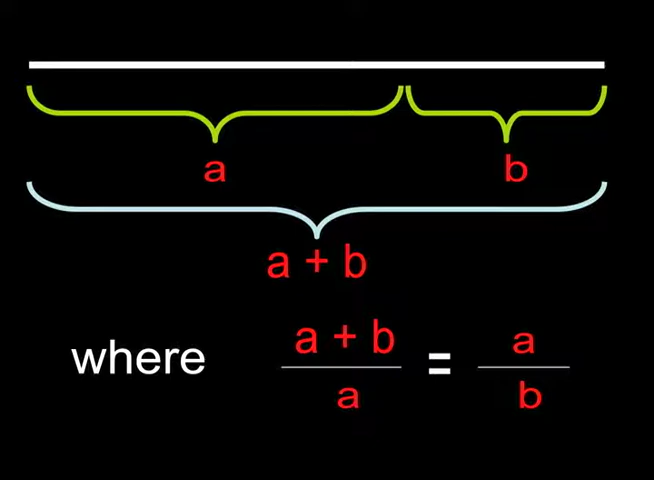 a b
a + b
where a + b = a
a b